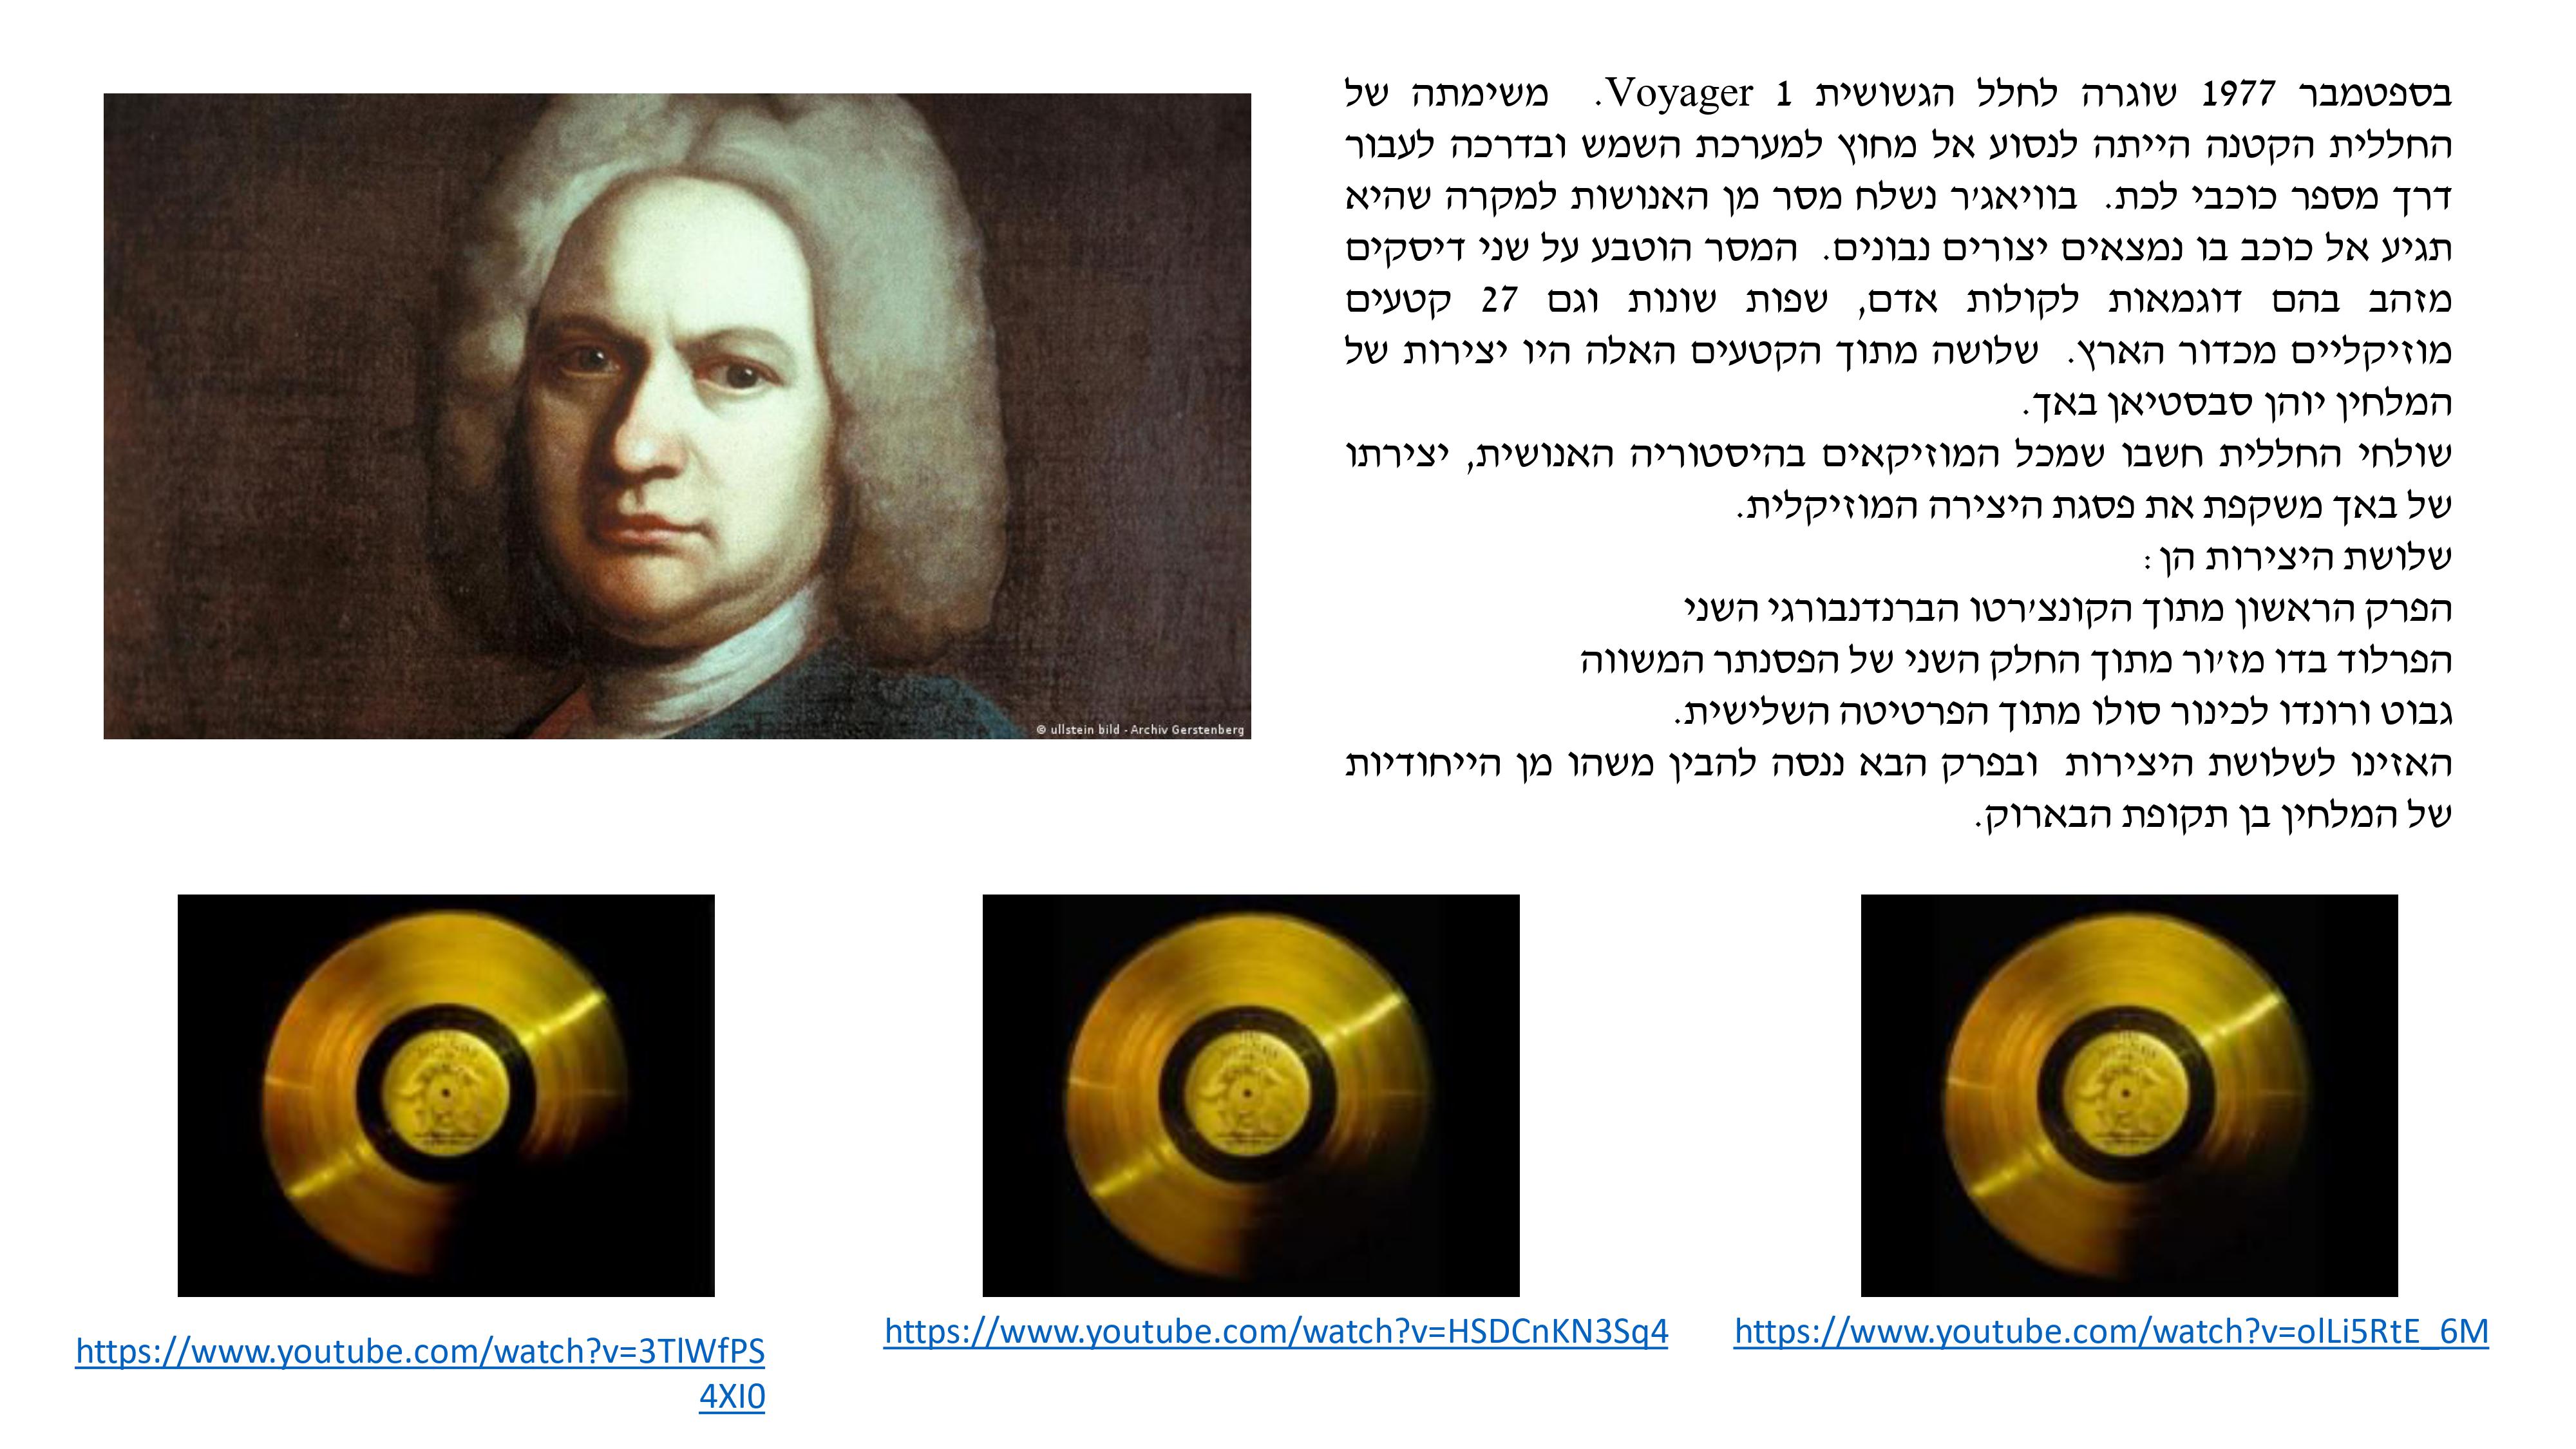 בספטמבר 1977 שוגרה לחלל הגשושית Voyager 1. משימתה של
החללית הקטנה הייתה לנסוע אל מחוץ למערכת השמש ובדרכה לעבור
דרך מספר כוכבי לכת. בוויאג'ר נשלח מסר מן האנושות למקרה שהיא
תגיע אל כוכב בו נמצאים יצורים נבונים. המסר הוטבע על שני דיסקים
מזהב בהם דוגמאות לקולות אדם, שפות שונות וגם 27 קטעים
מוזיקליים מכדור הארץ. שלושה מתוך הקטעים האלה היו יצירות של
המלחין יוהן סבסטיאן באך.
שולחי החללית חשבו שמכל המוזיקאים בהיסטוריה האנושית, יצירתו
של באך משקפת את פסגת היצירה המוזיקלית.
שלושת היצירות הן:
הפרק הראשון מתוך הקונצ'רטו הברנדנבורגי השני
הפרלוד בדו מז'ור מתוך החלק השני של הפסנתר המשווה
גבוט ורונדו לכינור סולו מתוך הפרטיטה השלישית.
האזינו לשלושת היצירות ובפרק הבא ננסה להבין משהו מן הייחודיות
של המלחין בן תקופת הבארוק.
© ullstein bild - Archiv Gerstenberg
https://www.youtube.com/watch?v=olLi5RtE_6M
https://www.youtube.com/watch?v=HSDCnKN3Sq4
https://www.youtube.com/watch?v=3TlWfPS
4XI0